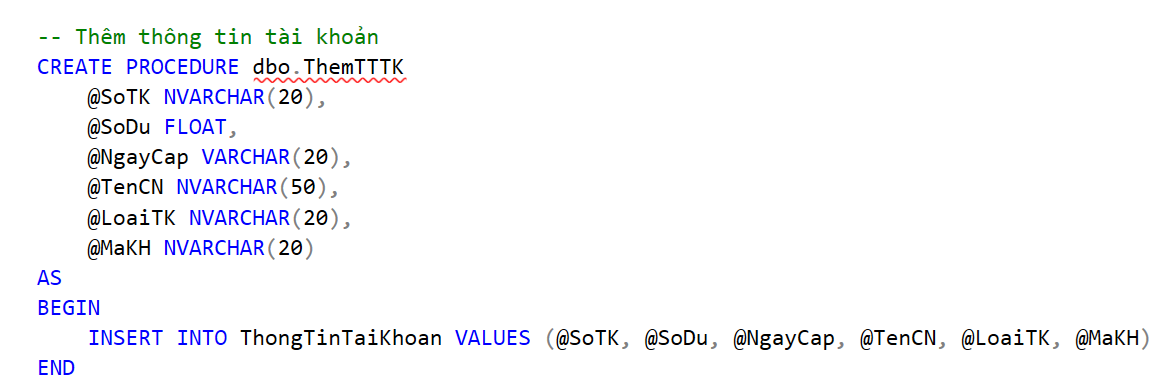 -- Thêm thông tin tài khoản
CREATE PROCEDURE dbo.ThemTTTK
@SoTK NVARCHAR(20),
@SoDu FLOAT,
@NgayCap VARCHAR(20),
@TenCN NVARCHAR(50),
@LoaiTK NVARCHAR(20),
@MaKH NVARCHAR(20)
AS
BEGIN
INSERT INTO ThongTinTaiKhoan VALUES (@SoTK, @SoDu, @NgayCap, @TenCN, @LoaiTK, @MaKH)
END